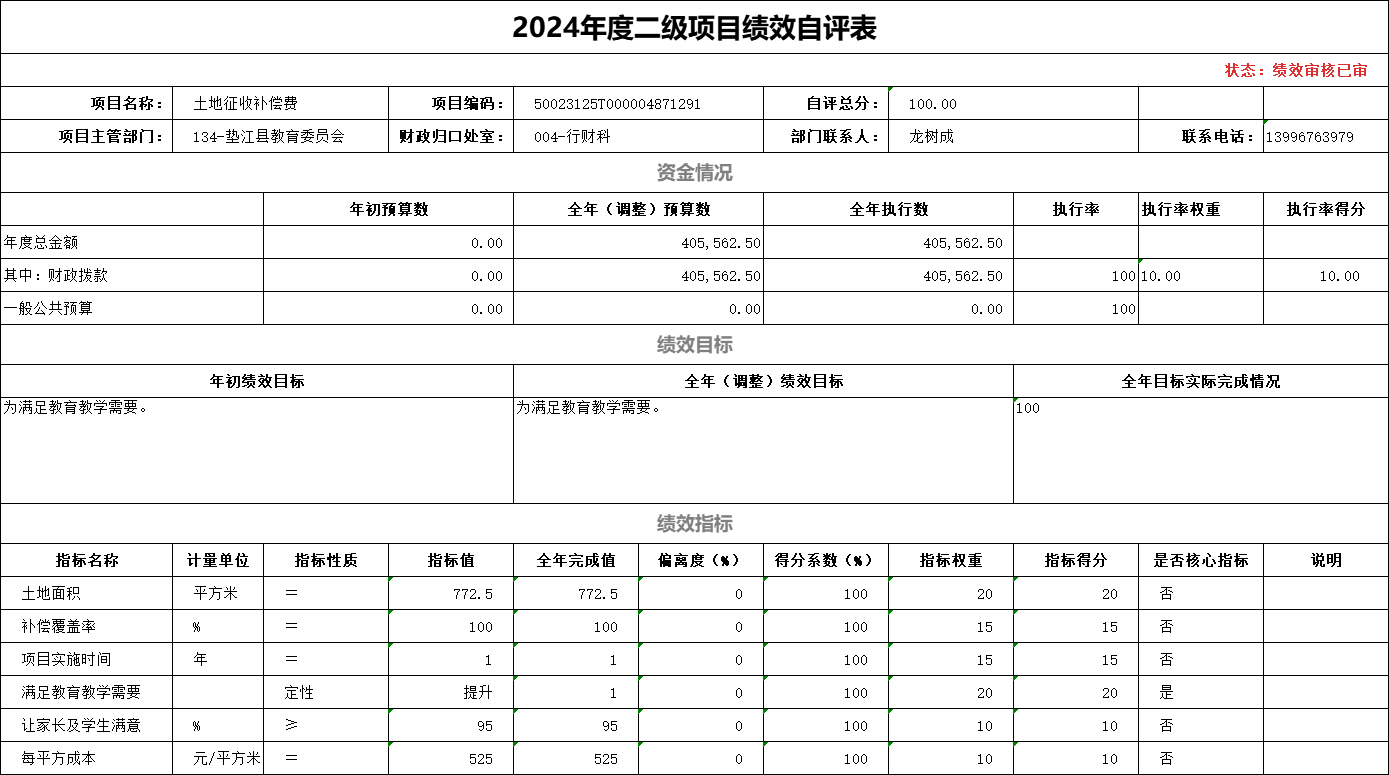 2024年度二级项目绩效自评表
状态：绩效审核已审
项目名称： 土地征收补偿费 项目编码： 50023125T000004871291 自评总分： 100.00
项目主管部门： 134-垫江县教育委员会 财政归口处室： 004-行财科 部门联系人： 龙树成 联系电话： 13996763979
资金情况
年初预算数 全年（调整）预算数 全年执行数 执行率 执行率权重 执行率得分
年度总金额 0.00 405,562.50 405,562.50
其中：财政拨款 0.00 405,562.50 405,562.50 100 10.00 10.00
一般公共预算 0.00 0.00 0.00 100
绩效目标
年初绩效目标 全年（调整）绩效目标 全年目标实际完成情况
为满足教育教学需要。 为满足教育教学需要。 100
绩效指标
指标名称 计量单位 指标性质 指标值 全年完成值 偏离度（%） 得分系数（%） 指标权重 指标得分 是否核心指标 说明
土地面积 平方米 ＝ 772.5 772.5 0 100 20 20 否
补偿覆盖率 % ＝ 100 100 0 100 15 15 否
项目实施时间 年 ＝ 1 1 0 100 15 15 否
满足教育教学需要 定性 提升 1 0 100 20 20 是
让家长及学生满意 % ≥ 95 95 0 100 10 10 否
每平方成本 元/平方米 ＝ 525 525 0 100 10 10 否